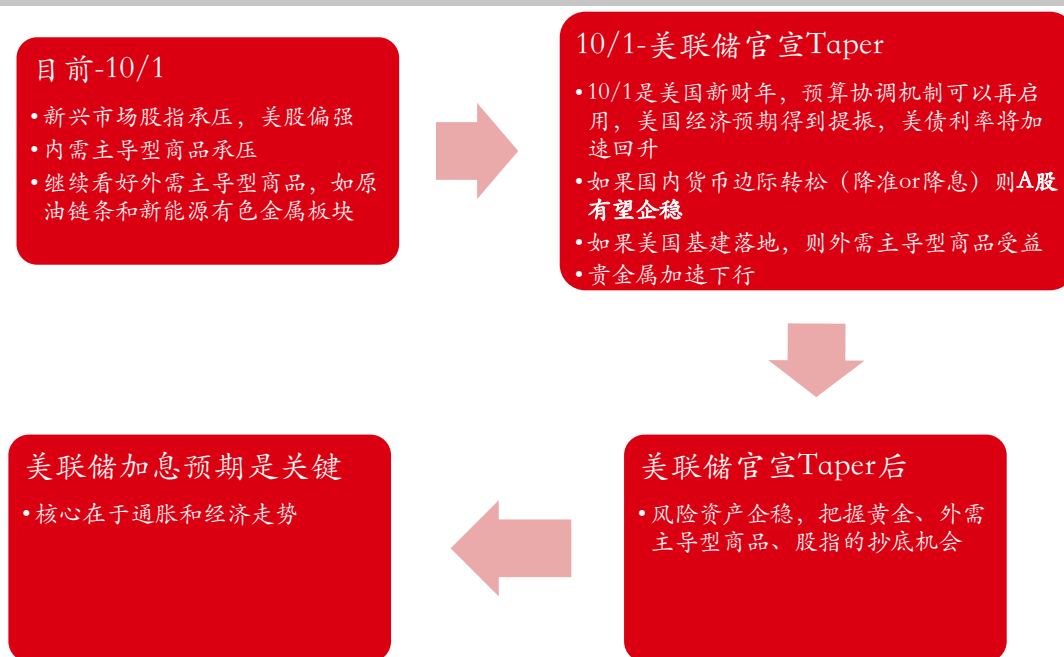 目前-10/1
•新兴市场股指承压，美股偏强
•内需主导型商品承压
•继续看好外需主导型商品，如原
油链条和新能源有色金属板块
10/1-美联储官宣Taper
•10/1是美国新财年，预算协调机制可以再启
用，美国经济预期得到提振，美债利率将加
速回升
•如果国内货币边际转松（降准or降息）则A股
有望企稳
•如果美国基建落地，则外需主导型商品受益
•贵金属加速下行
美联储官宣Taper后
•风险资产企稳，把握黄金、外需
主导型商品、股指的抄底机会
美联储加息预期是关键
•核心在于通胀和经济走势